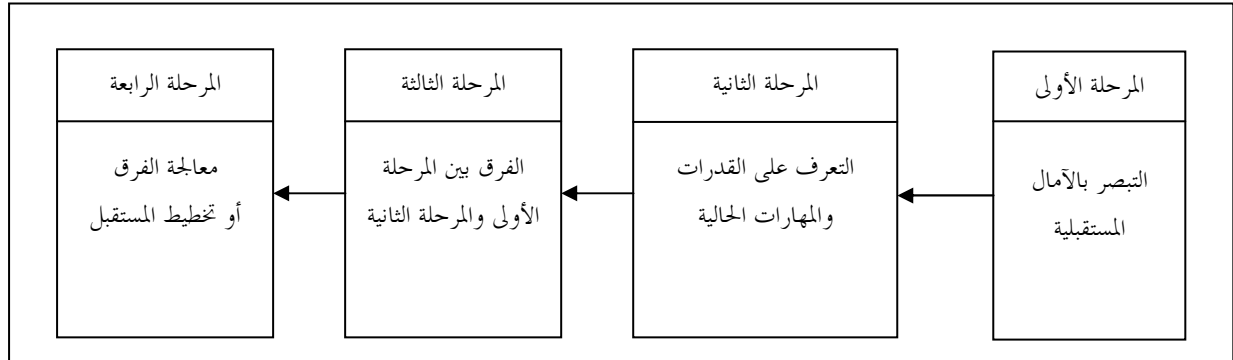 المرحلة الأولى
التبصر بالآمال
المستقبلية
المرحلة الثانية
التعرف على القدرات
والمهارات الحالية
المرحلة الثالثة
الفرق بين المرحلة
الأولى والمرحلة الثانية
المرحلة الرابعة
معالجة الفرق
أو تخطيط المستقبل